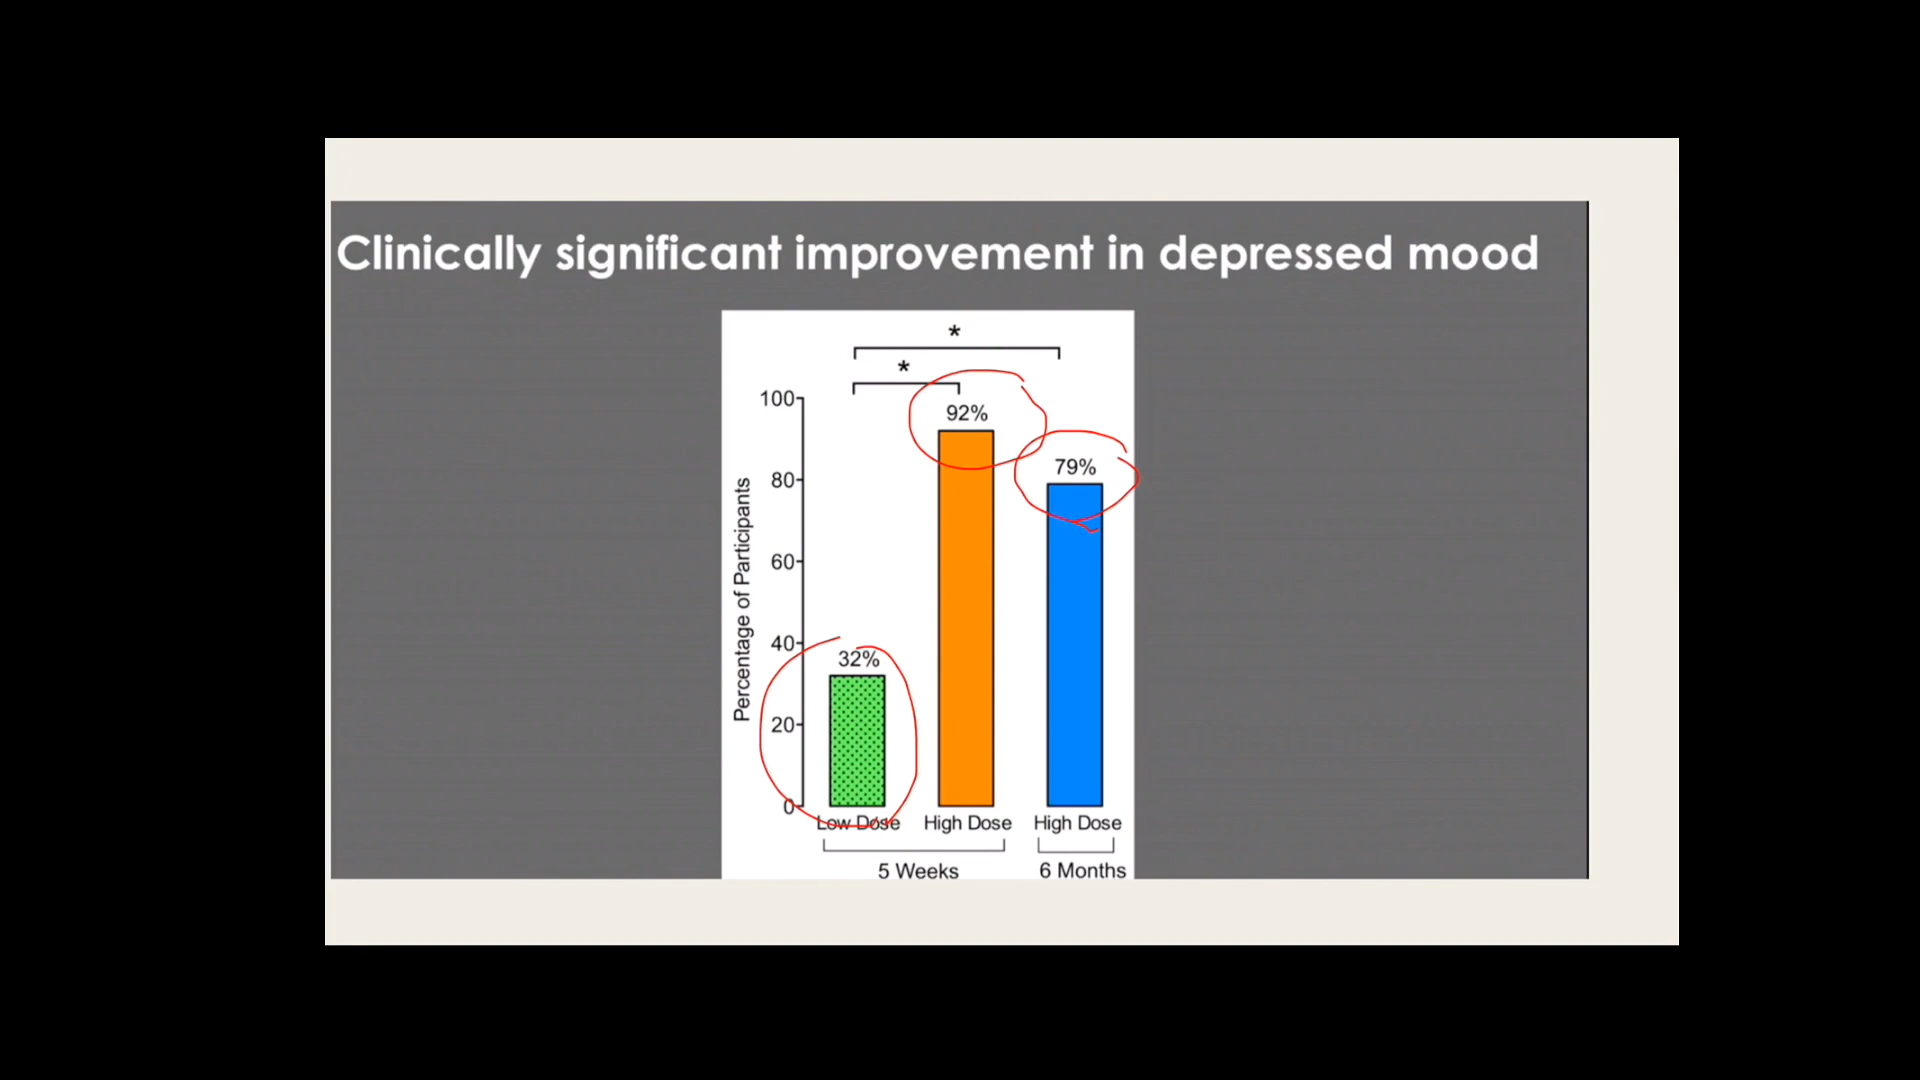 Clinically significant improvement in depressed mood
*
*
100
92%
79%
80
60
40
32%
20
0
Percentage of Participants
Low Dose
High Dose
High Dose
5 Weeks
6 Months